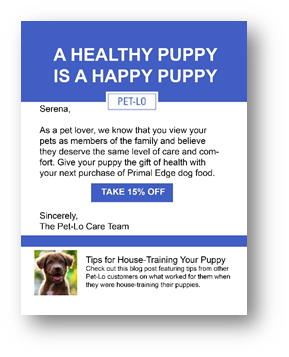 A HEALTHY PUPPY
IS A HAPPY PUPPY
PET-LO
Serena,
As a pet lover, we know that you view your
pets as members of the family and believe
they deserve the same level of care and com-
fort. Give your puppy the gift of health with
your next purchase of Primal Edge dog food.
TAKE 15% OFF
Sincerely,
The Pet-Lo Care Team
Tips for House-Training Your Puppy
Check out this blog post featuring tips from other
Pet-Lo customers on what worked for them when
they were house-training their puppies.